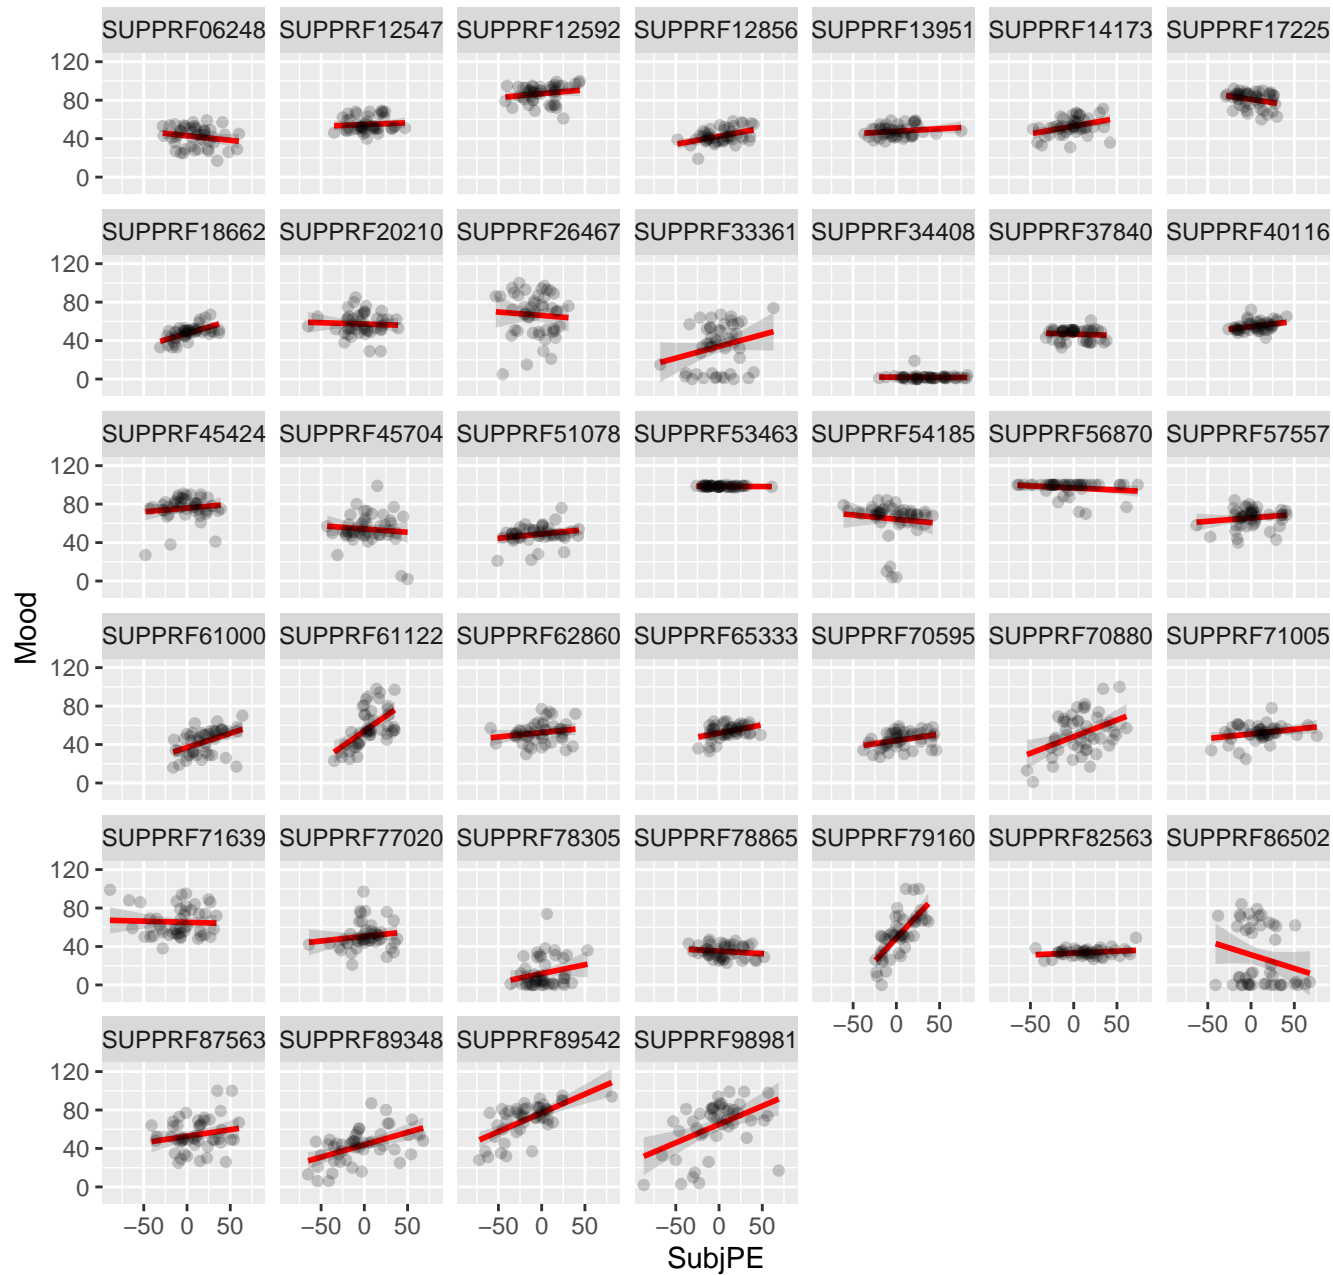 SUPPRF06248 SUPPRF12547 SUPPRF12592 SUPPRF12856 SUPPRF13951 SUPPRF14173 SUPPRF17225
120
80
40
0
SUPPRF18662 SUPPRF20210 SUPPRF26467 SUPPRF33361 SUPPRF34408 SUPPRF37840 SUPPRF40116
120
80
40
0
SUPPRF45424 SUPPRF45704 SUPPRF51078 SUPPRF53463 SUPPRF54185 SUPPRF56870 SUPPRF57557
120
80
40
0
Mood
SUPPRF61000 SUPPRF61122 SUPPRF62860 SUPPRF65333 SUPPRF70595 SUPPRF70880 SUPPRF71005
120
80
40
0
SUPPRF71639 SUPPRF77020 SUPPRF78305 SUPPRF78865 SUPPRF79160 SUPPRF82563 SUPPRF86502
120
80
40
0
−50 0 50 −50 0 50 −50 0 50
SUPPRF87563 SUPPRF89348 SUPPRF89542 SUPPRF98981
120
80
40
0
−50 0 50 −50 0 50 −50 0 50 −50 0 50
SubjPE